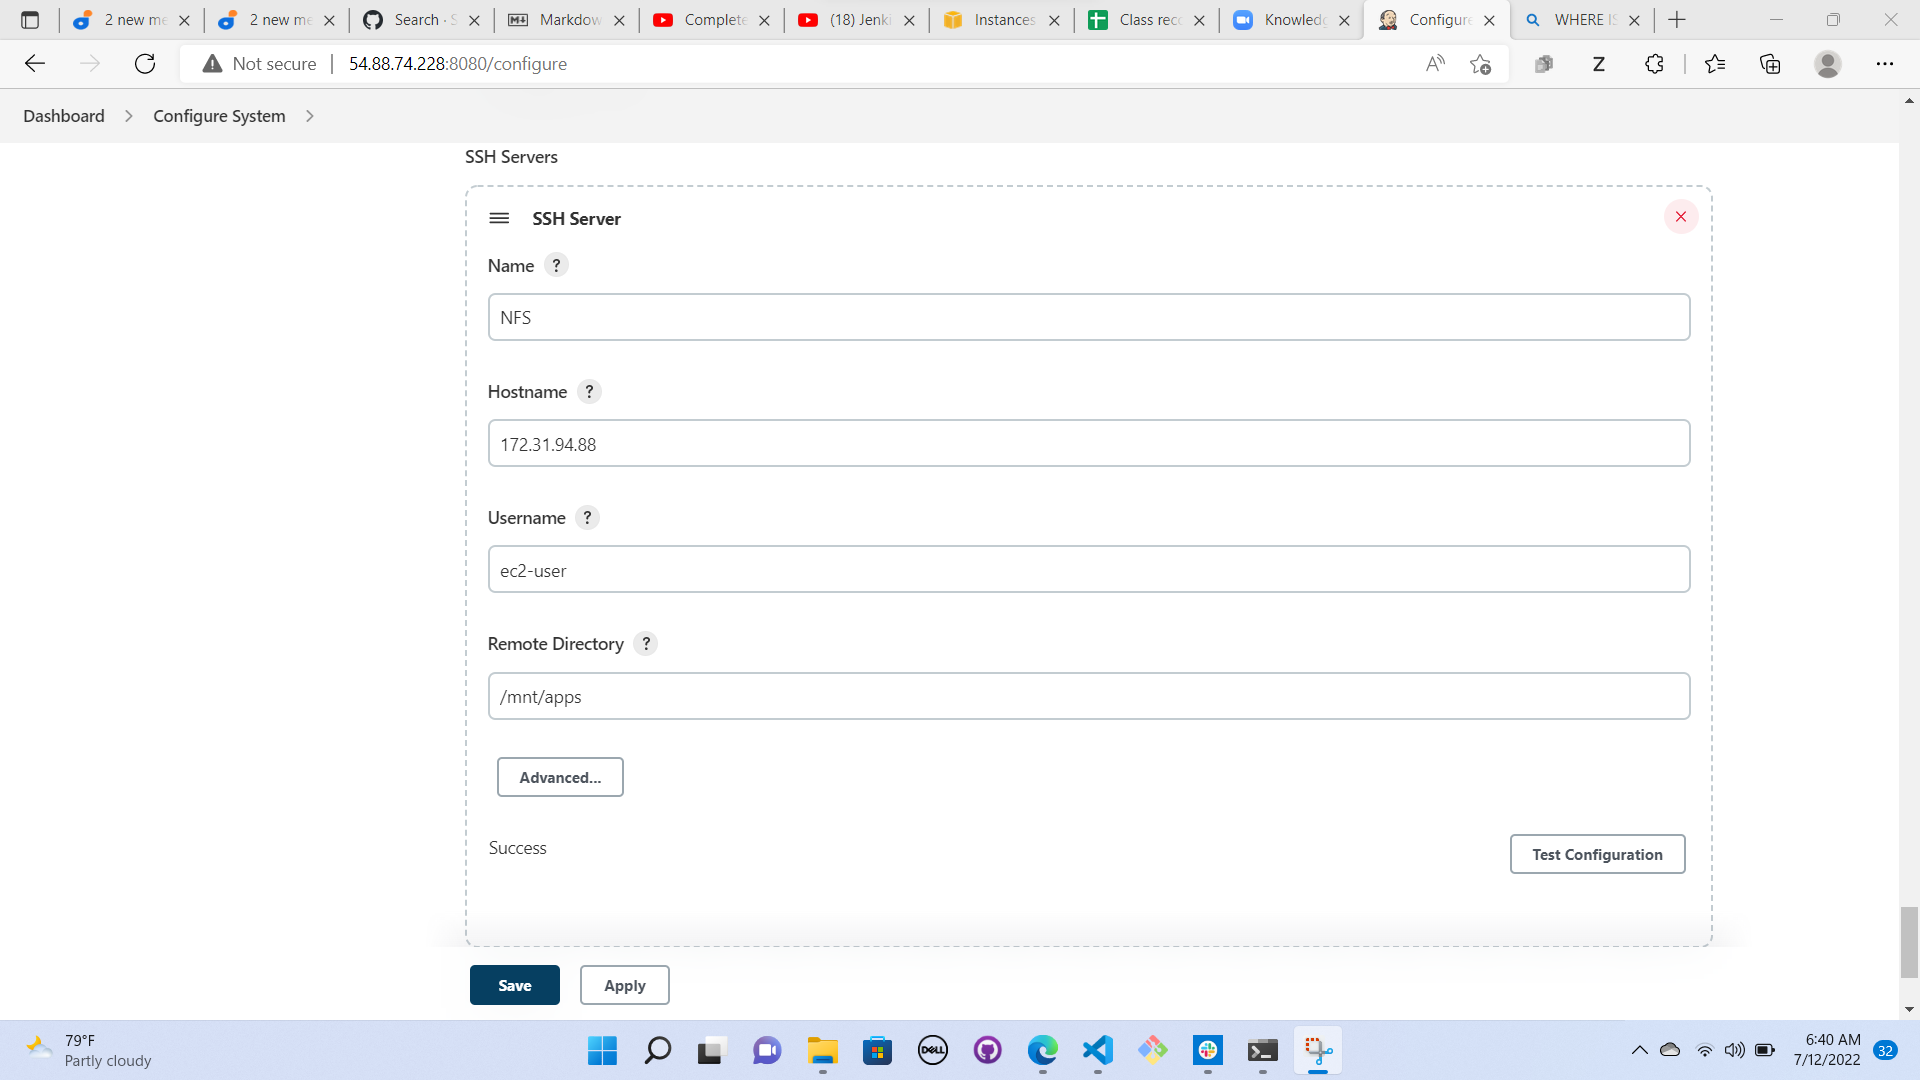 2 new me
2 new me
Search · S
Markdow
Complete
(18) Jenki
Instances
Class reco
Knowledg
Configure
WHERE IS
Not secure
54.88.74.228:8080/configure
Dashboard
Configure System
SSH Servers
SSH Server
Name ?
NFS
Hostname ?
172.31.94.88
Username ?
ec2-user
Remote Directory ?
/mnt/apps
Advanced...
Success
Test Configuration
Save
Apply
79°F
Partly cloudy
DELL
6:40 AM
7/12/2022
32